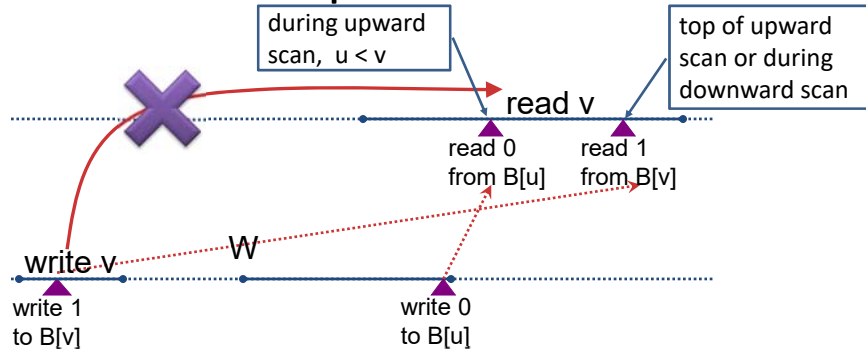 during upward
scan, u < v
top of upward
scan or during
downward scan
read v
read 0
from B[u]
read 1
from B[v]
W
write v
write 1
to B[v]
write 0
to B[u]